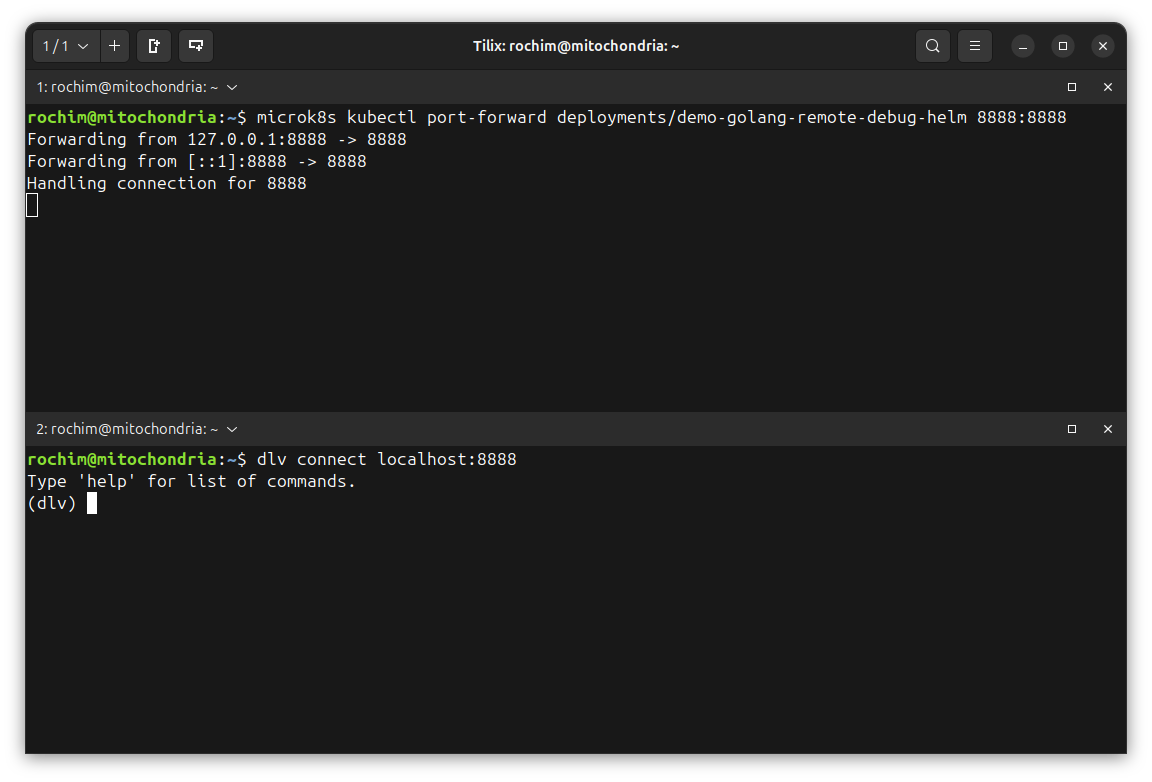 1 / 1
Tilix: rochim@mitochondria: ~
1: rochim@mitochondria: ~
rochim@mitochondria:~$ microk8s kubectl port-forward deployments/demo-golang-remote-debug-helm 8888:8888
Forwarding from 127.0.0.1:8888 -> 8888
Forwarding from [::1]:8888 -> 8888
Handling connection for 8888
2: rochim@mitochondria: ~
rochim@mitochondria:~$ dlv connect localhost:8888
Type 'help' for list of commands.
(dlv)